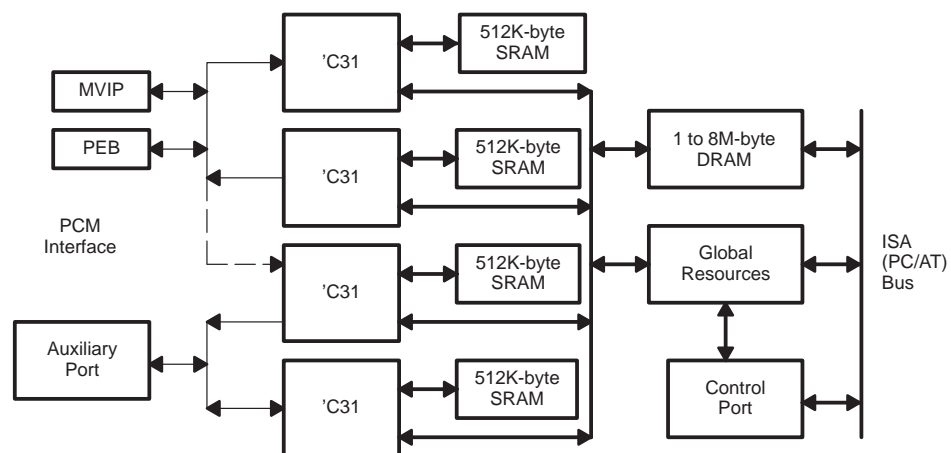 'C31
512K-byte
SRAM
MVIP
PEB
'C31
512K-byte
SRAM
1 to 8M-byte
DRAM
PCM
Interface
'C31
512K-byte
SRAM
Global
Resources
ISA
(PC/AT)
Bus
Auxiliary
Port
'C31
512K-byte
SRAM
Control
Port